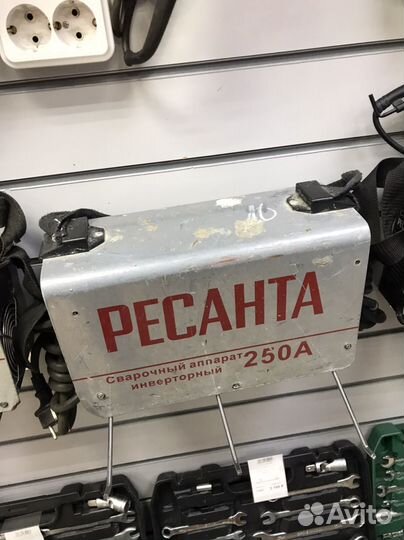 РЕСАНТА
Сварочный аппарат
инверторный 250А
Avito